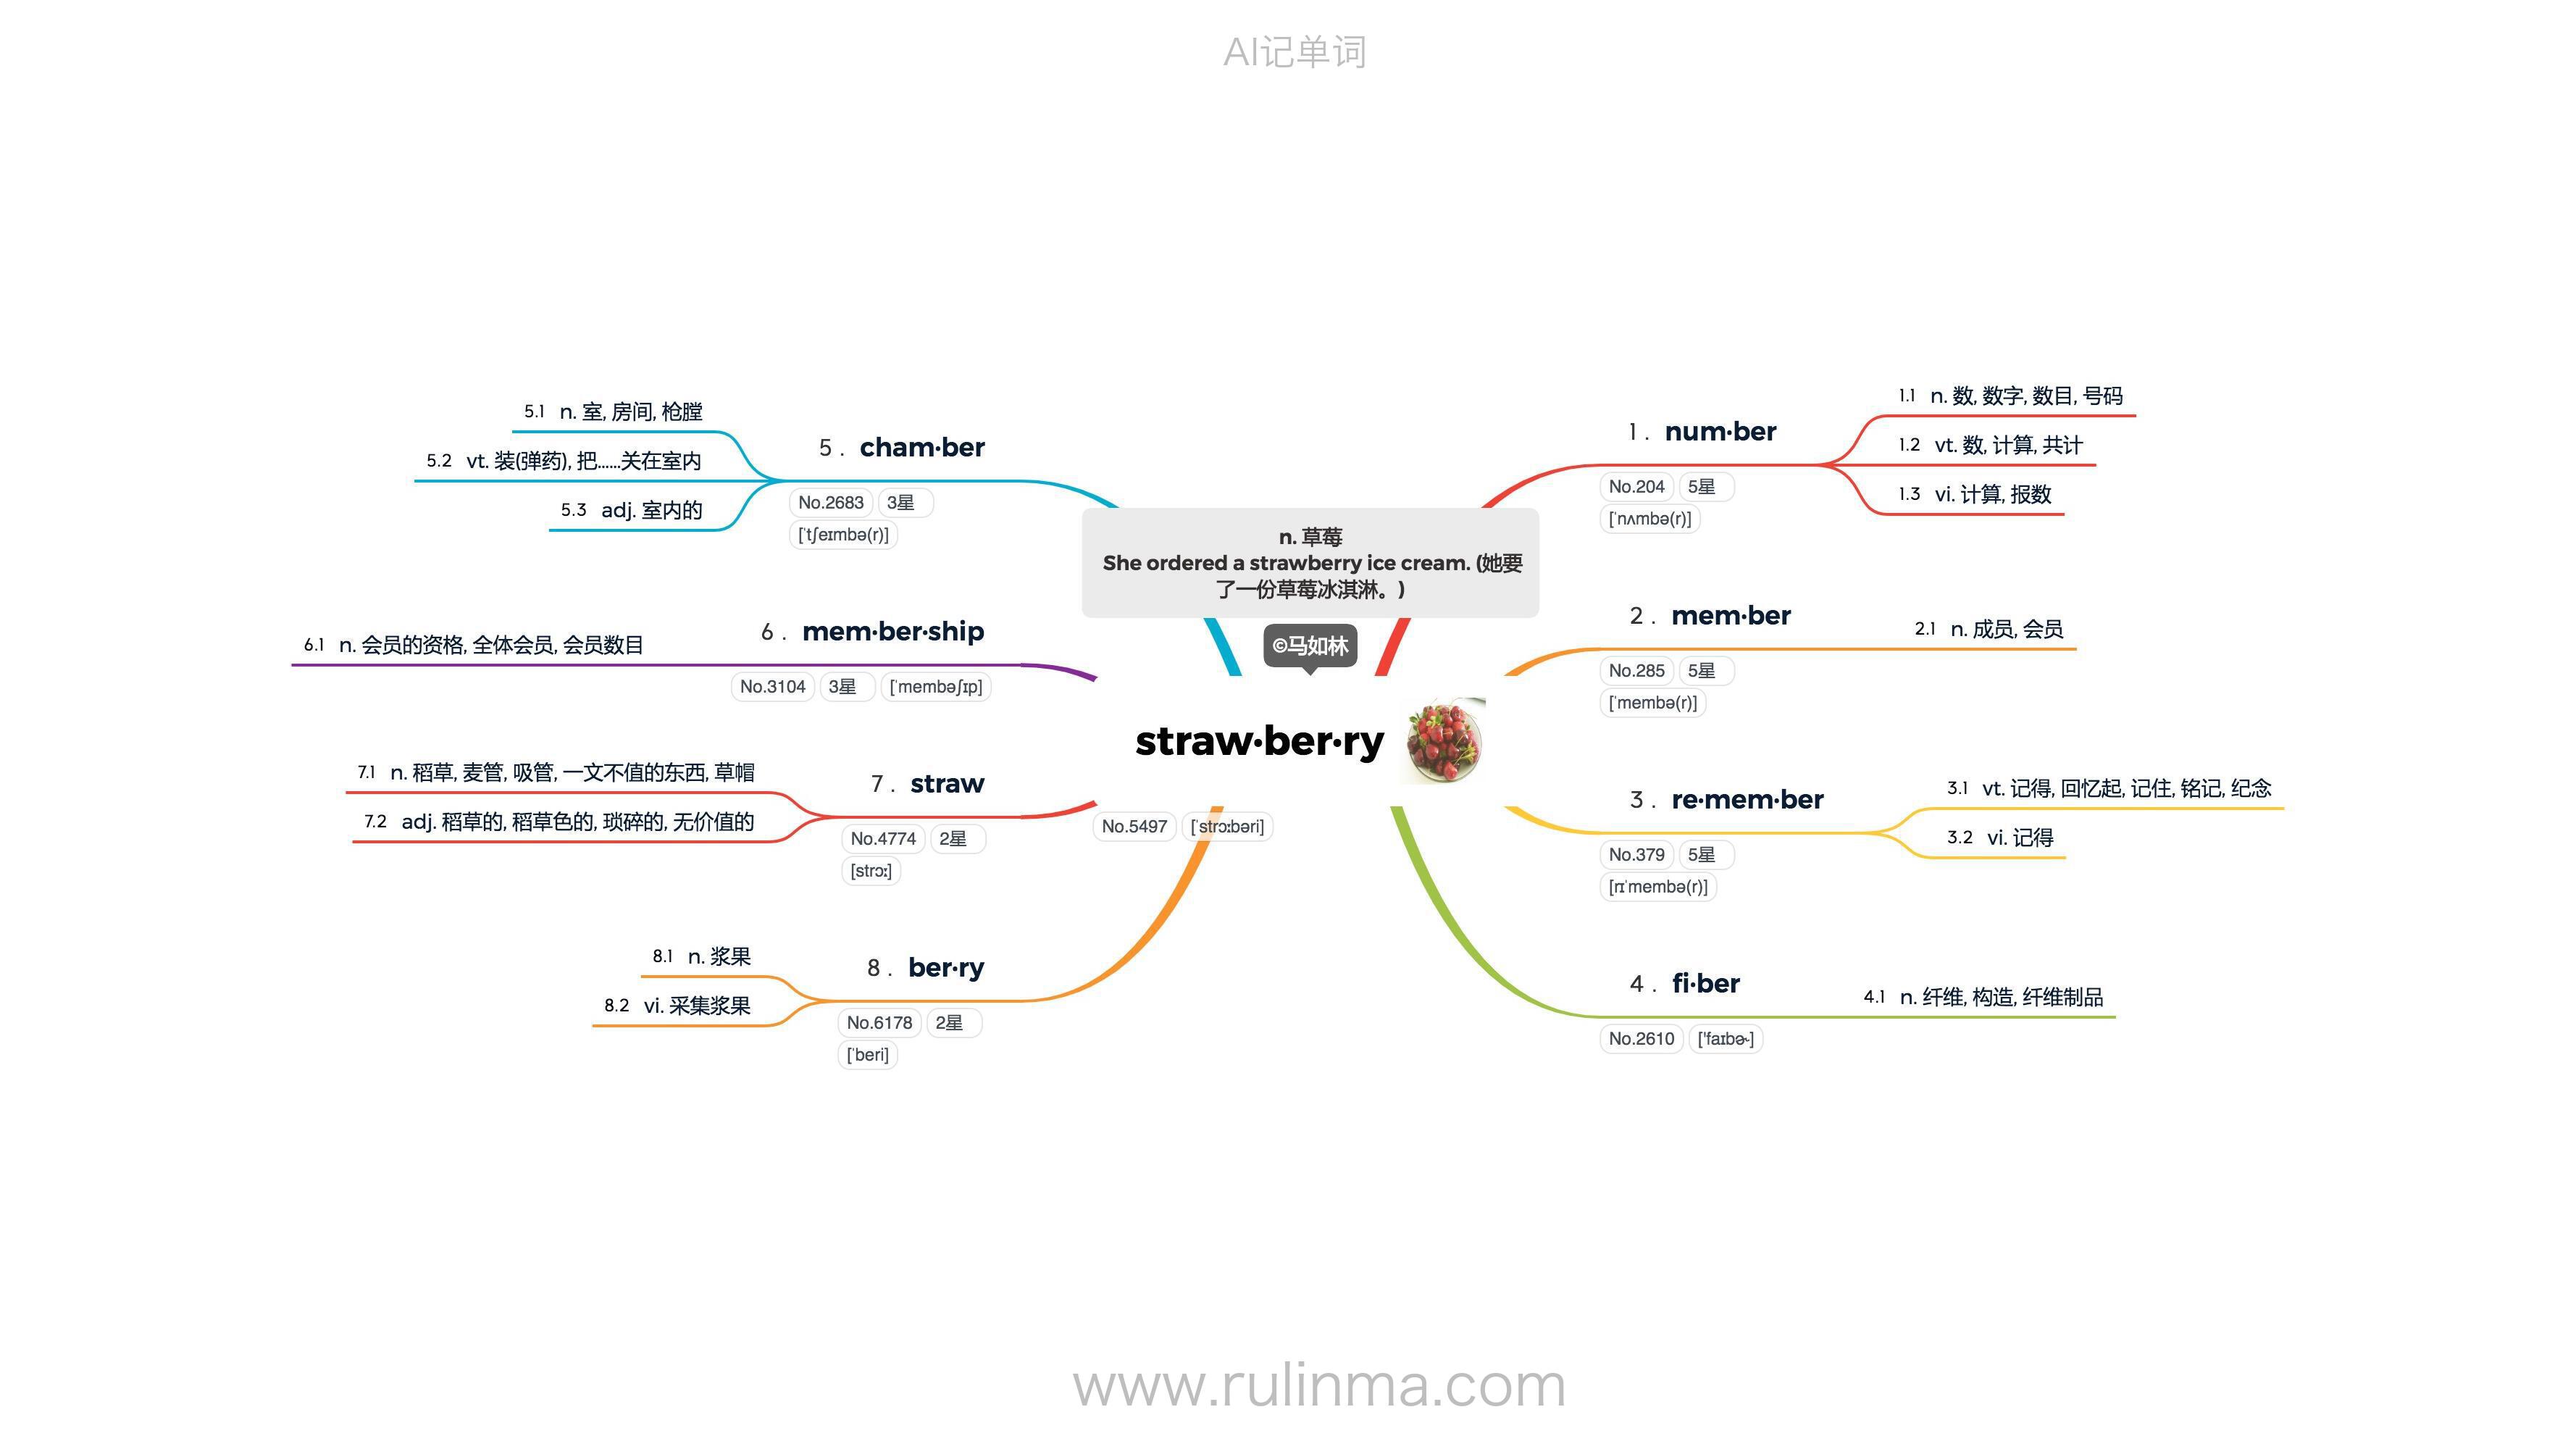 AI记单词
n. 草莓
She ordered a strawberry ice cream. (她要
了一份草莓冰淇淋。)
©马如林
straw·ber·ry
No.5497 [ˈstrɔːbəri]
1 . num·ber
No.204 5星
[ˈnʌmbə(r)]
1.1 n. 数, 数字, 数目, 号码
1.2 vt. 数, 计算, 共计
1.3 vi. 计算, 报数
2 . mem·ber
No.285 5星
[ˈmembə(r)]
2.1 n. 成员, 会员
3 . re·mem·ber
No.379 5星
[rɪˈmembə(r)]
3.1 vt. 记得, 回忆起, 记住, 铭记, 纪念
3.2 vi. 记得
4 . fi·ber
No.2610 ['faɪbɚ]
4.1 n. 纤维, 构造, 纤维制品
5 . cham·ber
No.2683 3星
[ˈtʃeɪmbə(r)]
5.1 n. 室, 房间, 枪膛
5.2 vt. 装(弹药), 把……关在室内
5.3 adj. 室内的
6 . mem·ber·ship
No.3104 3星 [ˈmembəʃɪp]
6.1 n. 会员的资格, 全体会员, 会员数目
7 . straw
No.4774 2星
[strɔː]
7.1 n. 稻草, 麦管, 吸管, 一文不值的东西, 草帽
7.2 adj. 稻草的, 稻草色的, 琐碎的, 无价值的
8 . ber·ry
No.6178 2星
[ˈberi]
8.1 n. 浆果
8.2 vi. 采集浆果
www.rulinma.com